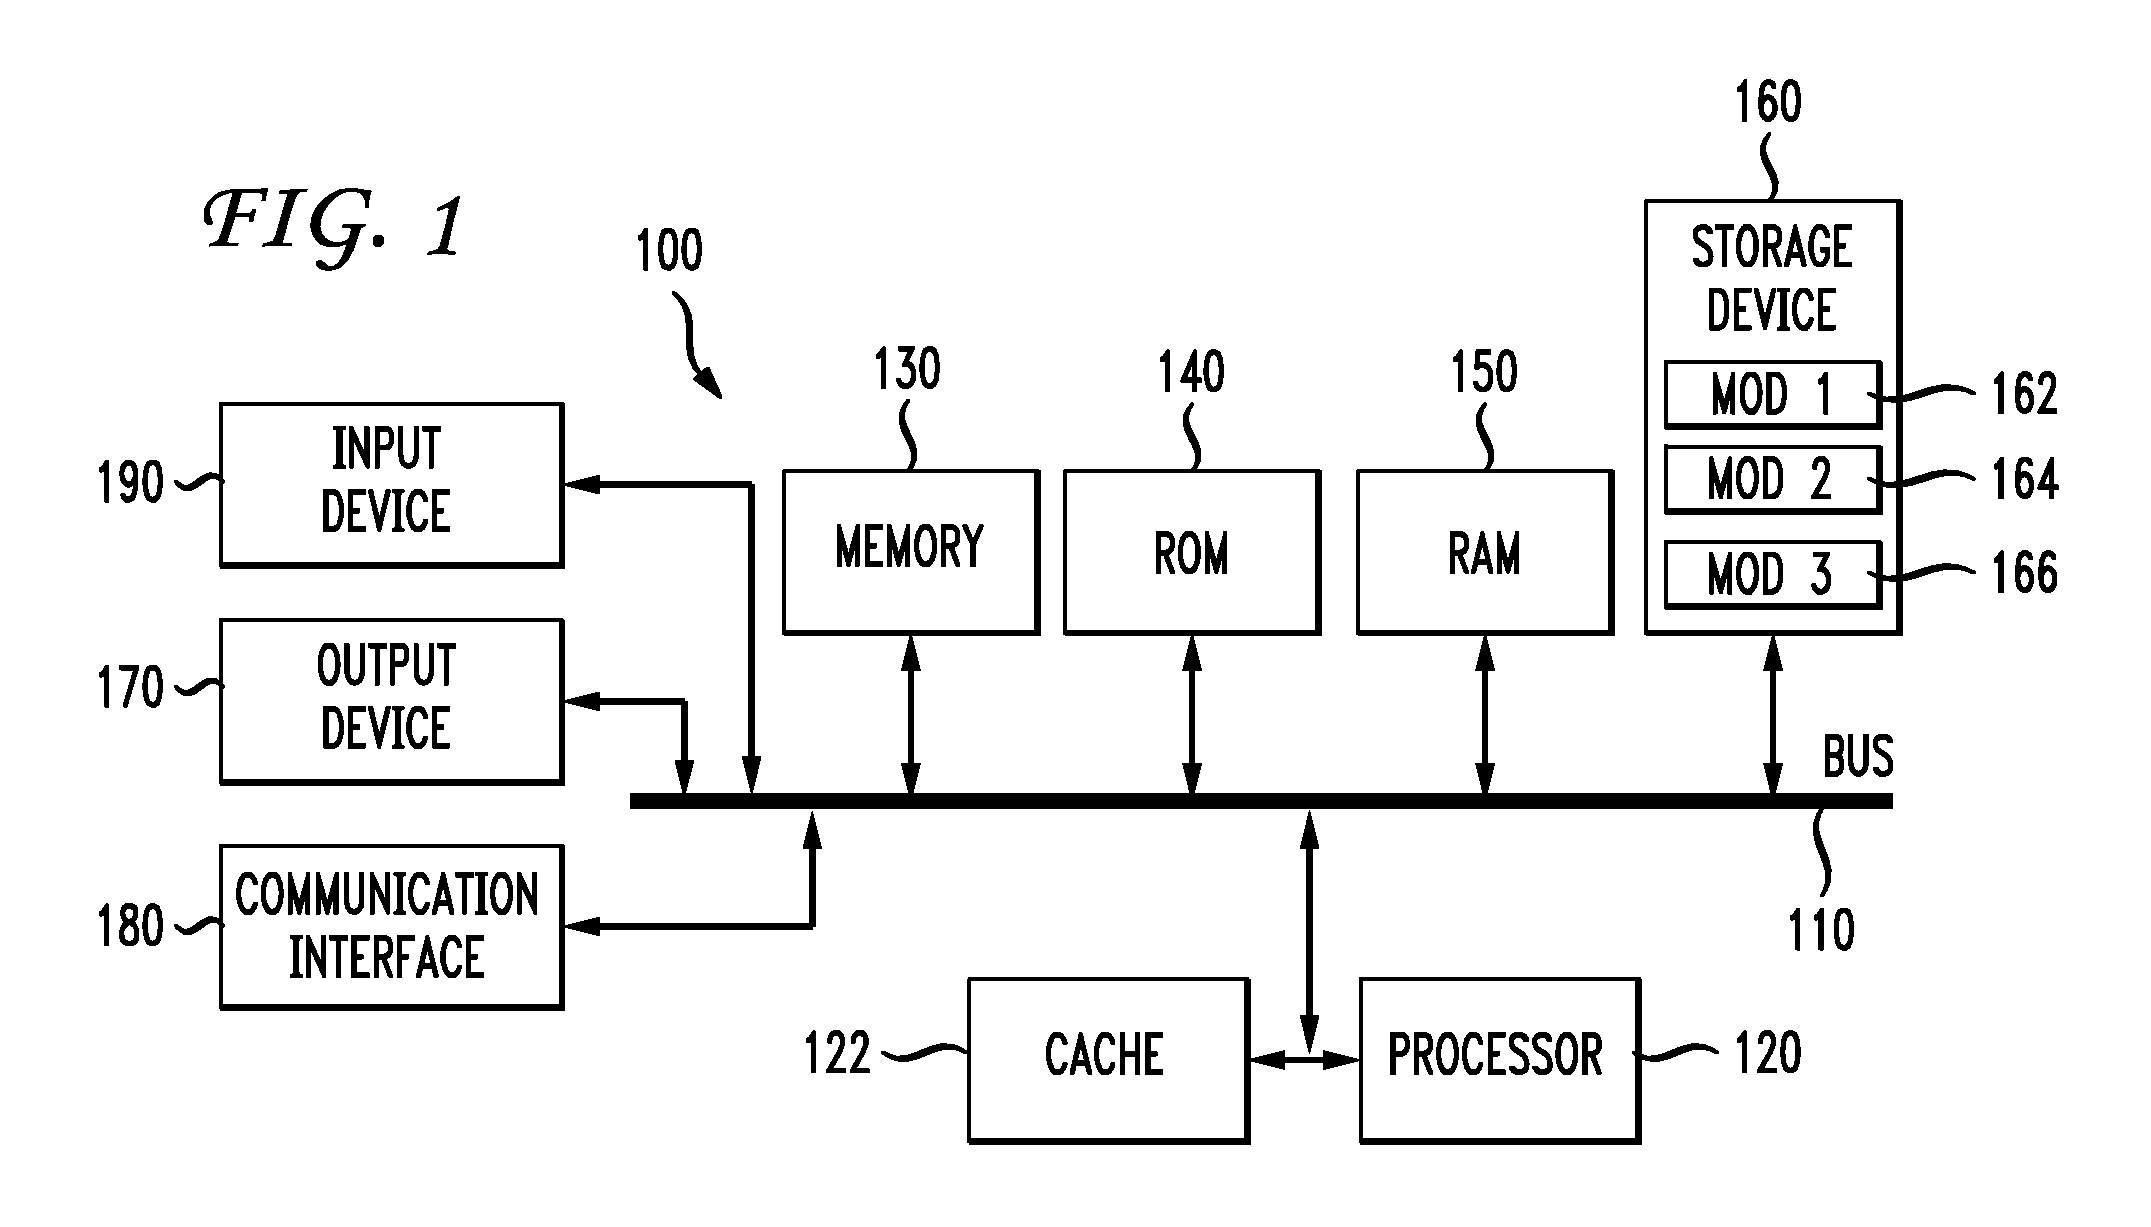 FIG. 1
100
160
STORAGE
DEVICE
MOD 1
162
MOD 2
164
MOD 3
166
130
140
150
MEMORY
ROM
RAM
190
INPUT
DEVICE
170
OUTPUT
DEVICE
BUS
110
180
COMMUNICATION
INTERFACE
122
CACHE
PROCESSOR
120